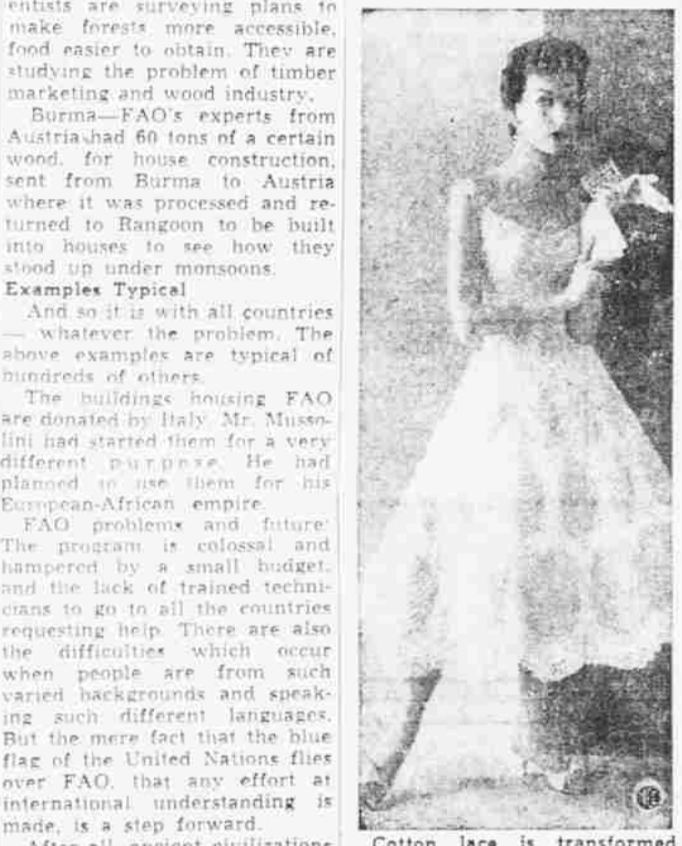 entists are surveying plans to
make forests more accessible,
food easier to obtain. They are
studying the problem of timber
marketing and wood industry.
Burma—FAO's experts from
Austria had 60 tons of a certain
wood, for house construction,
sent from Burma to Austria
where it was processed and re-
turned to Rangoon to be built
into houses to see how they
stood up under monsoons.
Examples Typical
And so it is with all countries
— whatever the problem. The
above examples are typical of
hundreds of others.
The buildings housing FAO
are donated by Italy. Mr. Musso-
lini had started them for a very
different purpose. He had
planned to use them for his
European-African empire.
FAO problems and future:
The program is colossal and
hampered by a small budget,
and the lack of trained techni-
cians to go to all the countries
requesting help. There are also
the difficulties which occur
when people are from such
varied backgrounds and speak-
ing such different languages.
But the mere fact that the blue
flag of the United Nations flies
over FAO, that any effort at
international understanding is
made, is a step forward.
After all, ancient civilizations
Cotton lace is transformed